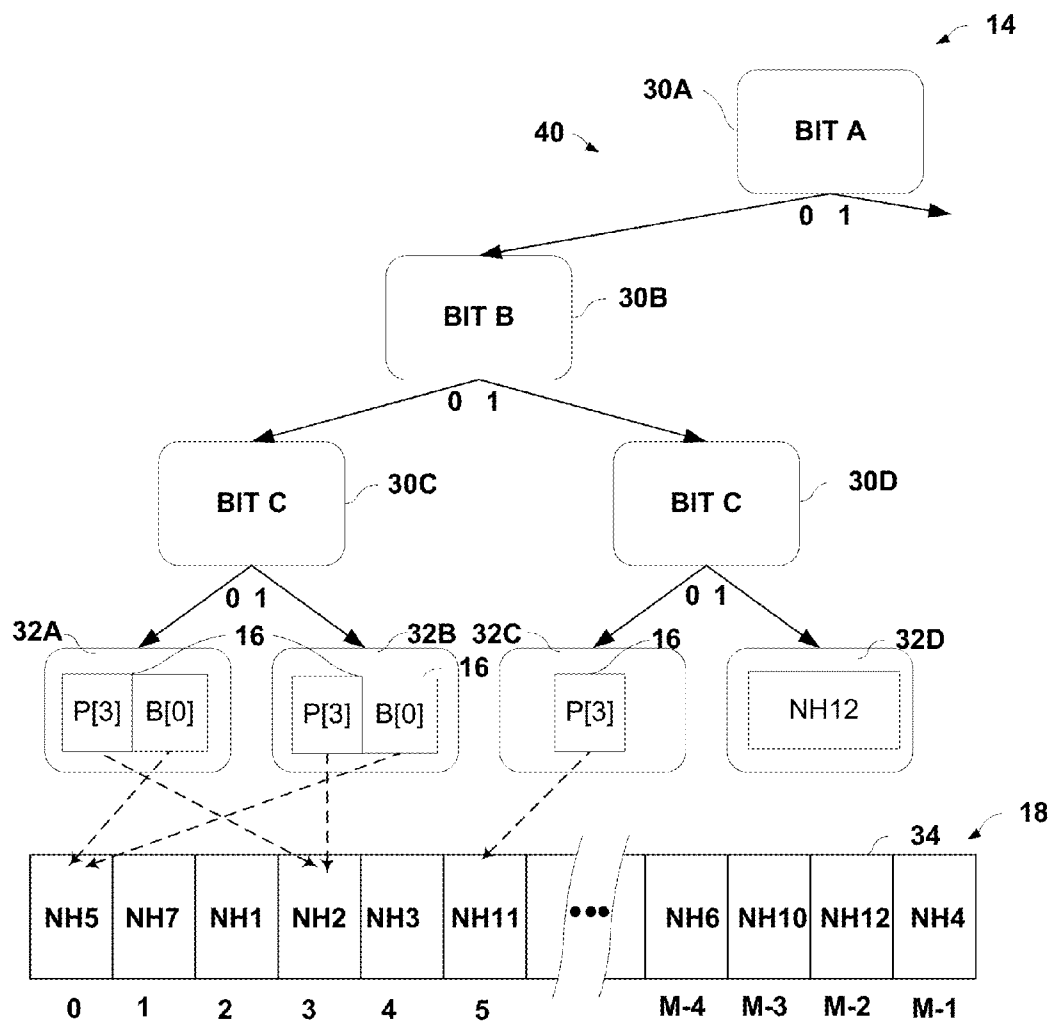 14
30A
BIT A
40
0 1
30B
BIT B
0 1
30C
BIT C
30D
BIT C
0 1
0 1
32A
16
32B
32C
16
32D
16
P[3] B[0]
P[3] B[0]
P[3]
NH12
34
18
NH5 NH7 NH1 NH2 NH3 NH11 ... NH6 NH10 NH12 NH4
0 1 2 3 4 5 M-4 M-3 M-2 M-1